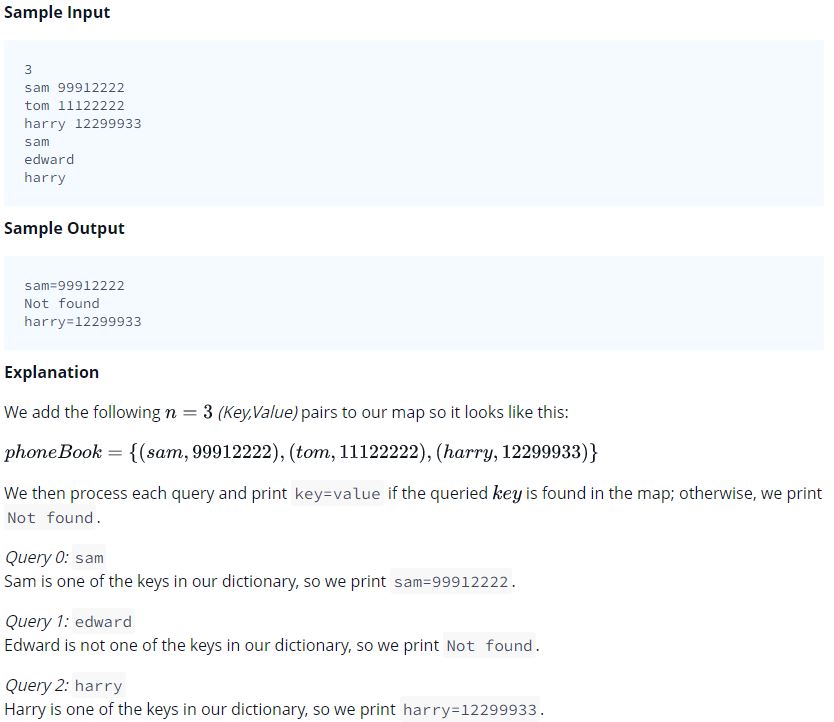 Sample Input
3
sam 99912222
tom 11122222
harry 12299933
sam
edward
harry
Sample Output
sam=99912222
Not found
harry=12299933
Explanation
We add the following n = 3 (Key,Value) pairs to our map so it looks like this:
phoneBook = {(sam, 99912222), (tom, 11122222), (harry, 12299933)}
We then process each query and print key=value if the queried key is found in the map; otherwise, we print
Not found.
Query 0: sam
Sam is one of the keys in our dictionary, so we print sam=99912222.
Query 1: edward
Edward is not one of the keys in our dictionary, so we print Not found.
Query 2: harry
Harry is one of the keys in our dictionary, so we print harry=12299933.